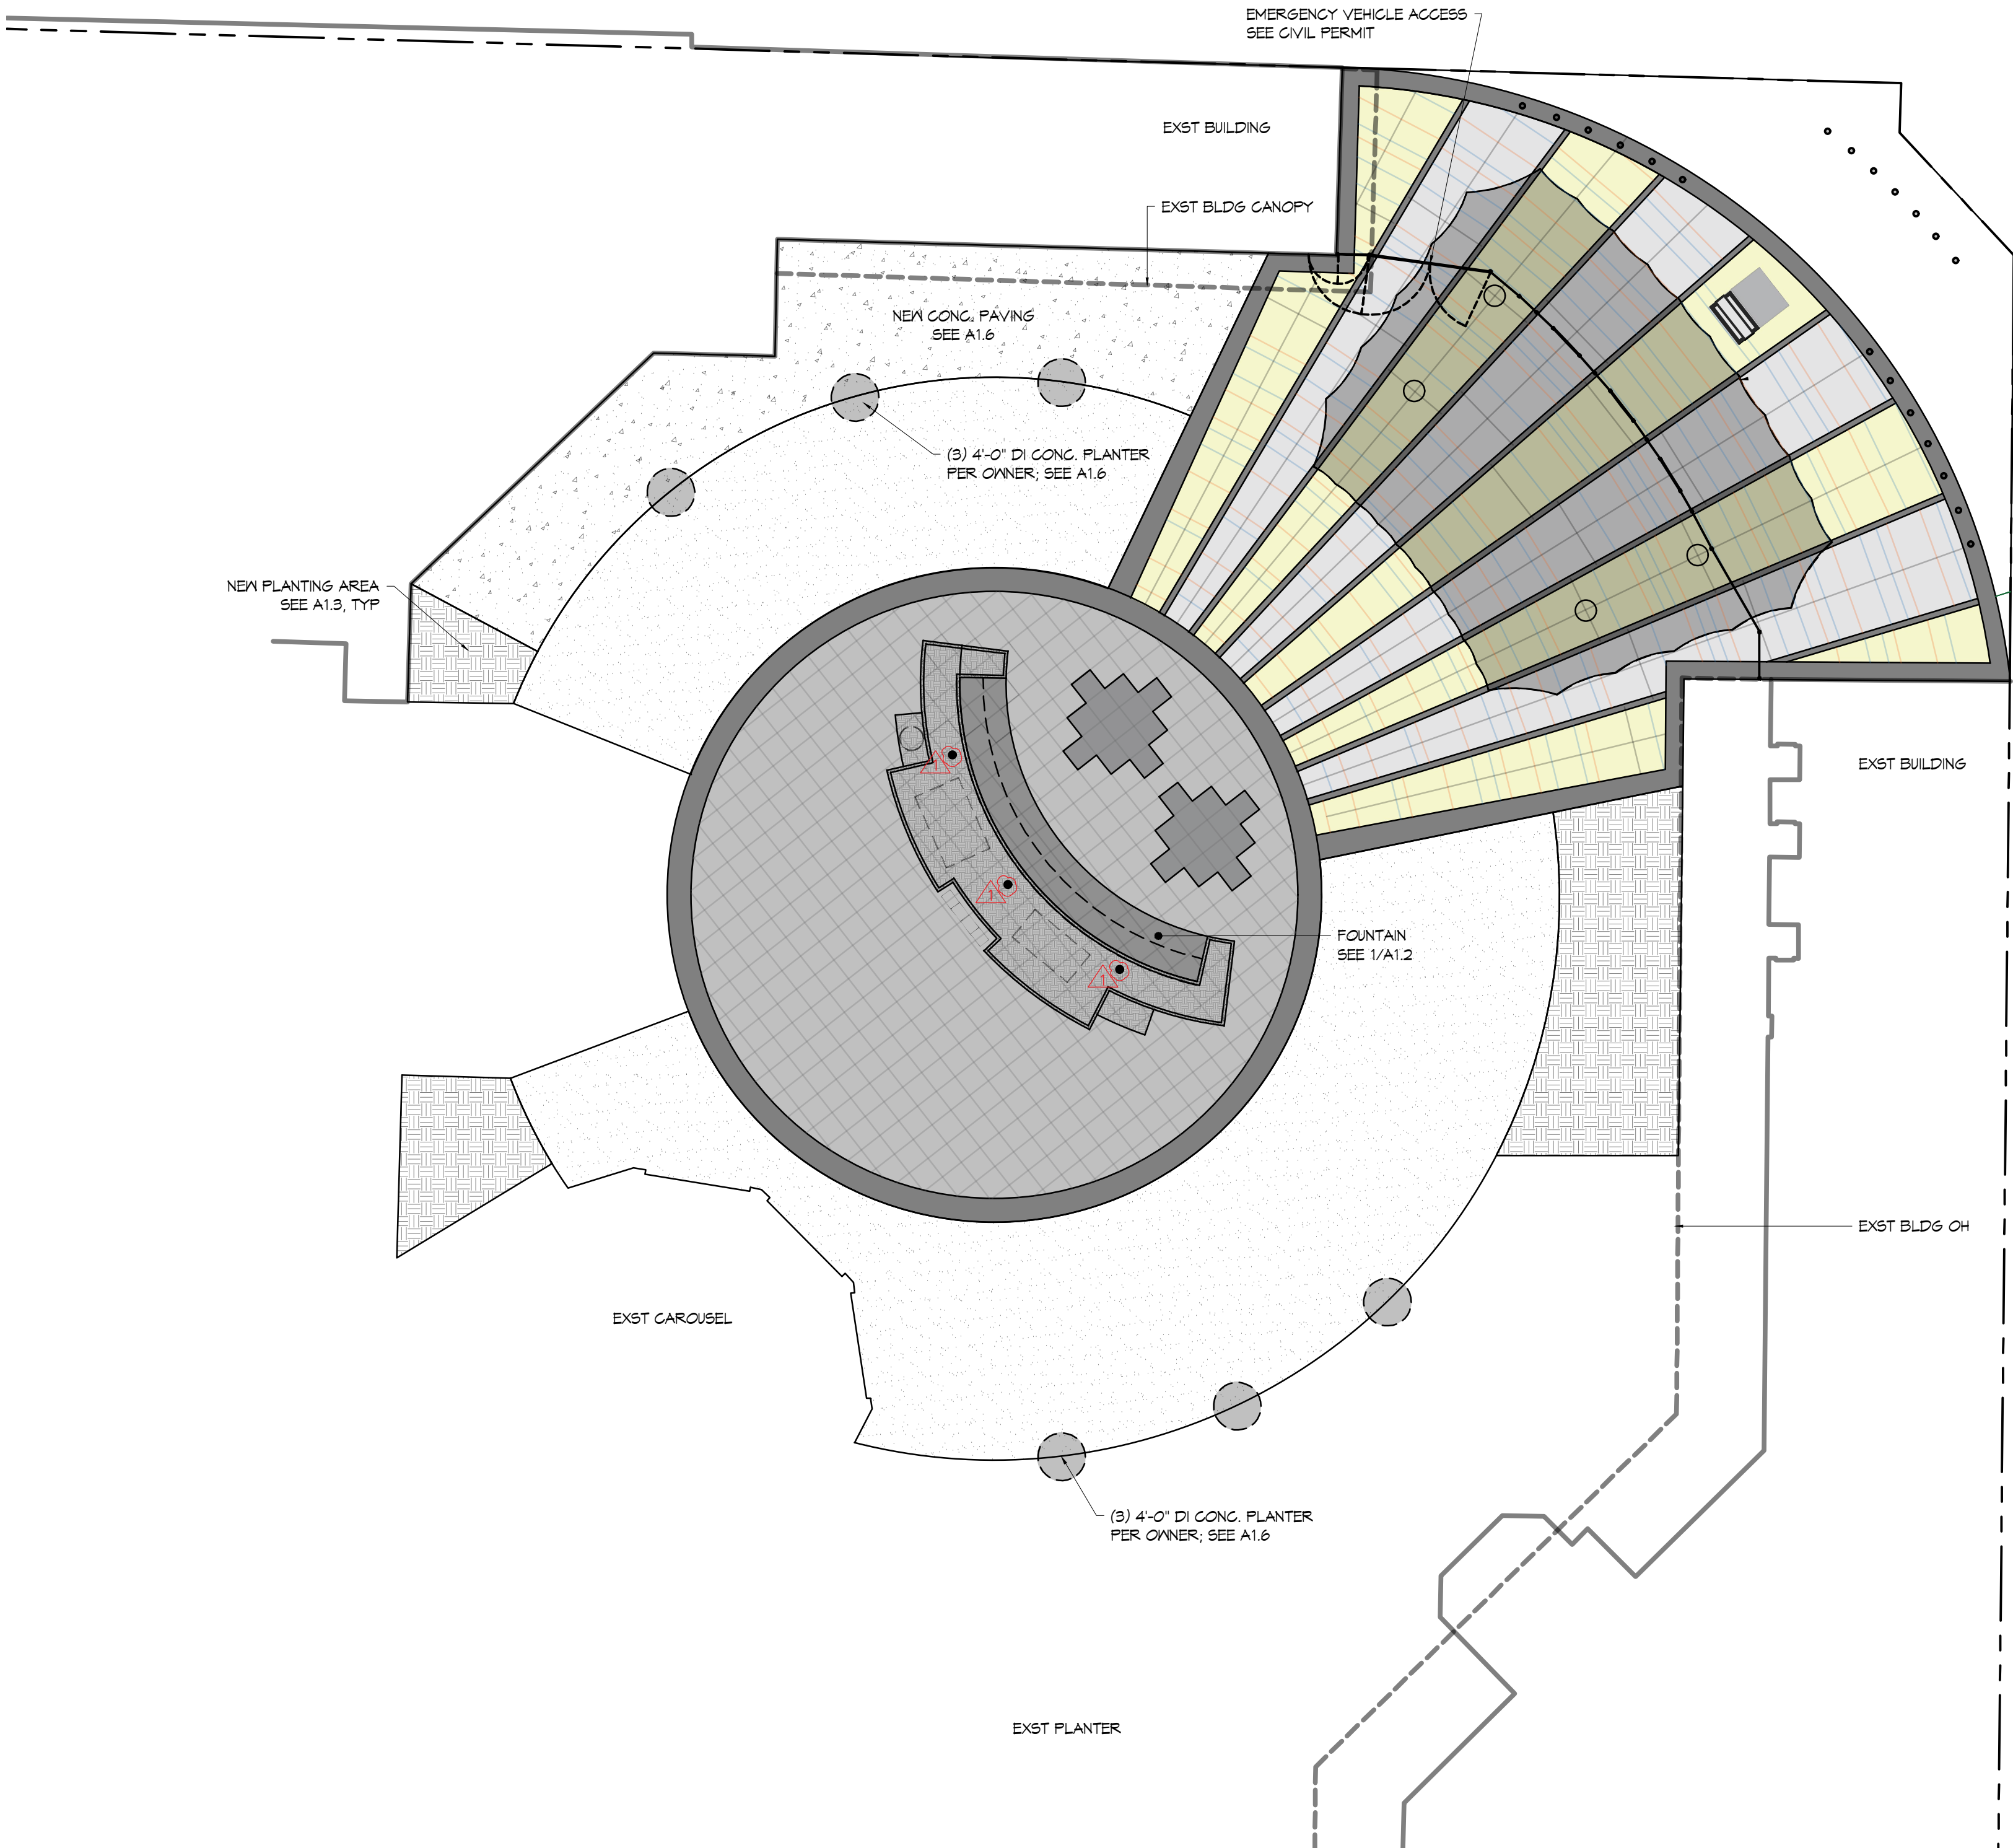 EMERGENCY VEHICLE ACCESS
SEE CIVIL PERMIT
EXST BUILDING
EXST BLDG CANOPY
NEW CONC. PAVING
SEE A1.6
(3) 4'-0" DI CONC. PLANTER
PER OWNER; SEE A1.6
NEW PLANTING AREA
SEE A1.3, TYP
1
EXST BUILDING
1
FOUNTAIN
SEE 1/A1.2
1
EXST BLDG OH
EXST CAROUSEL
(3) 4'-0" DI CONC. PLANTER
PER OWNER; SEE A1.6
EXST PLANTER